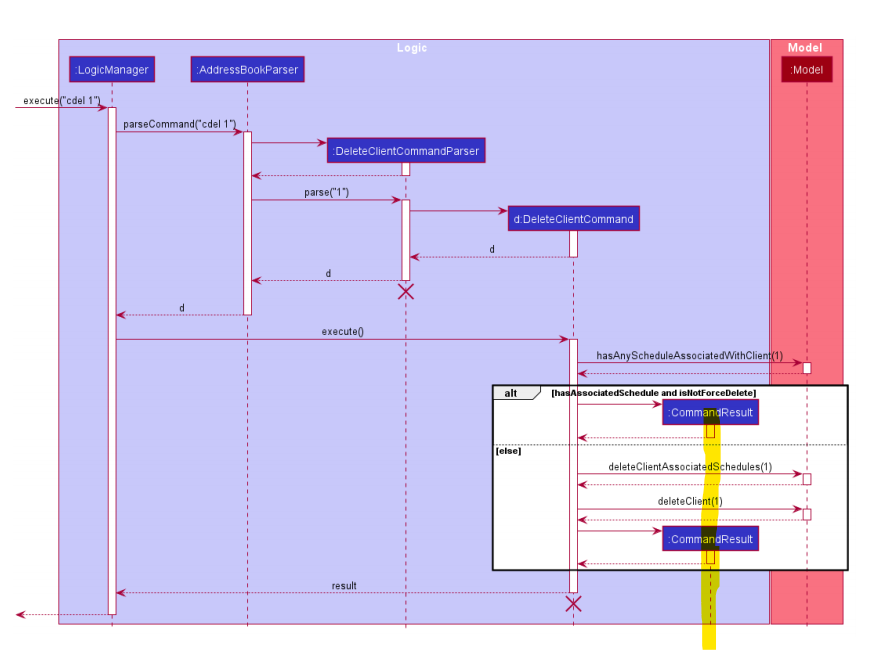 Logic
Model
:LogicManager
:AddressBookParser
:Model
execute("cdel 1")
parseCommand("cdel 1")
:DeleteClientCommandParser
parse("1")
d:DeleteClientCommand
d
d
d
execute()
hasAnyScheduleAssociatedWithClient(1)
alt
[hasAssociatedSchedule and isNotForceDelete]
:CommandResult
[else]
deleteClientAssociatedSchedules(1)
deleteClient(1)
:CommandResult
result